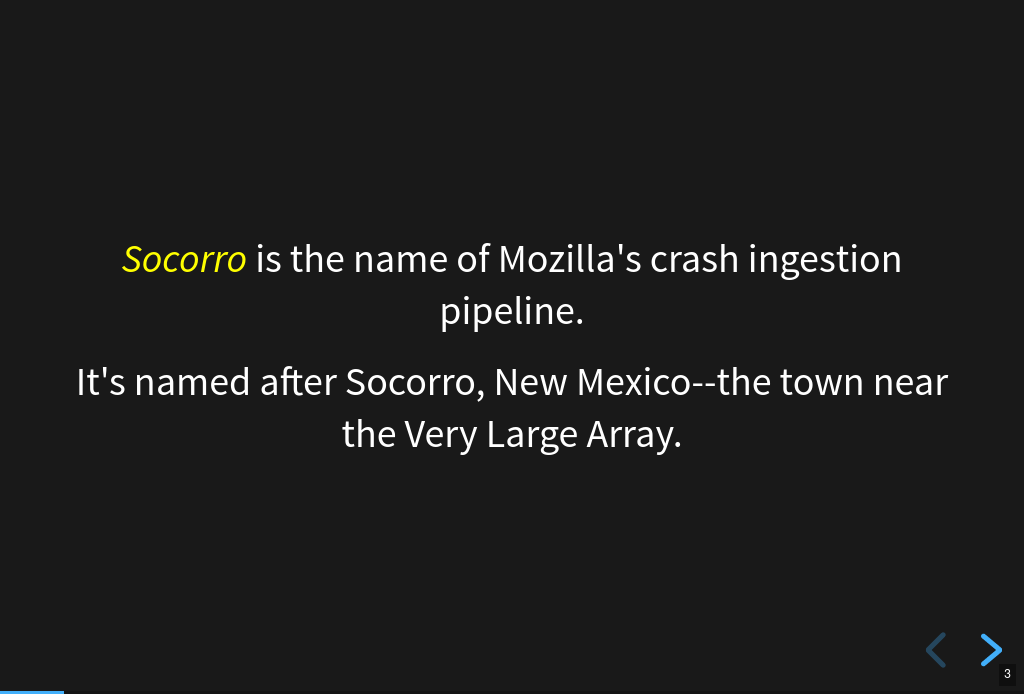 Socorro is the name of Mozilla's crash ingestion
pipeline.
It's named after Socorro, New Mexico--the town near
the Very Large Array.
3